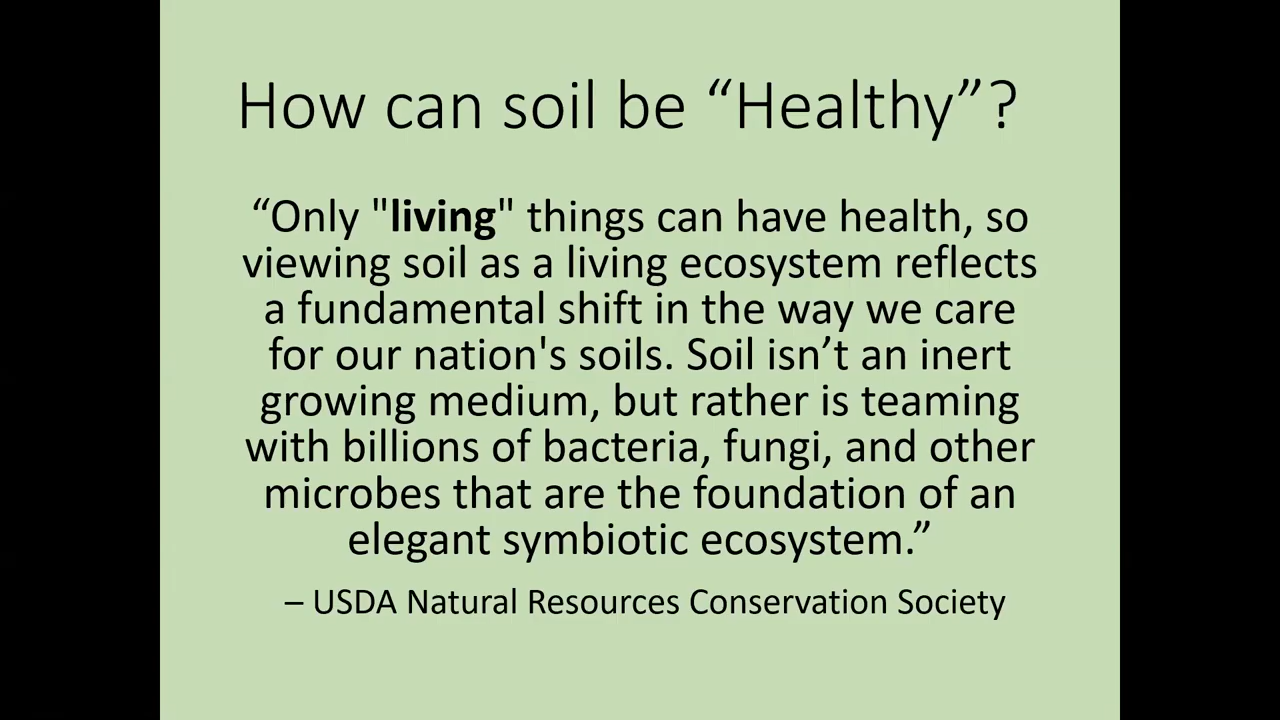 How can soil be “Healthy”?
“Only "living" things can have health, so
viewing soil as a living ecosystem reflects
a fundamental shift in the way we care
for our nation's soils. Soil isn’t an inert
growing medium, but rather is teaming
with billions of bacteria, fungi, and other
microbes that are the foundation of an
elegant symbiotic ecosystem.”
– USDA Natural Resources Conservation Society